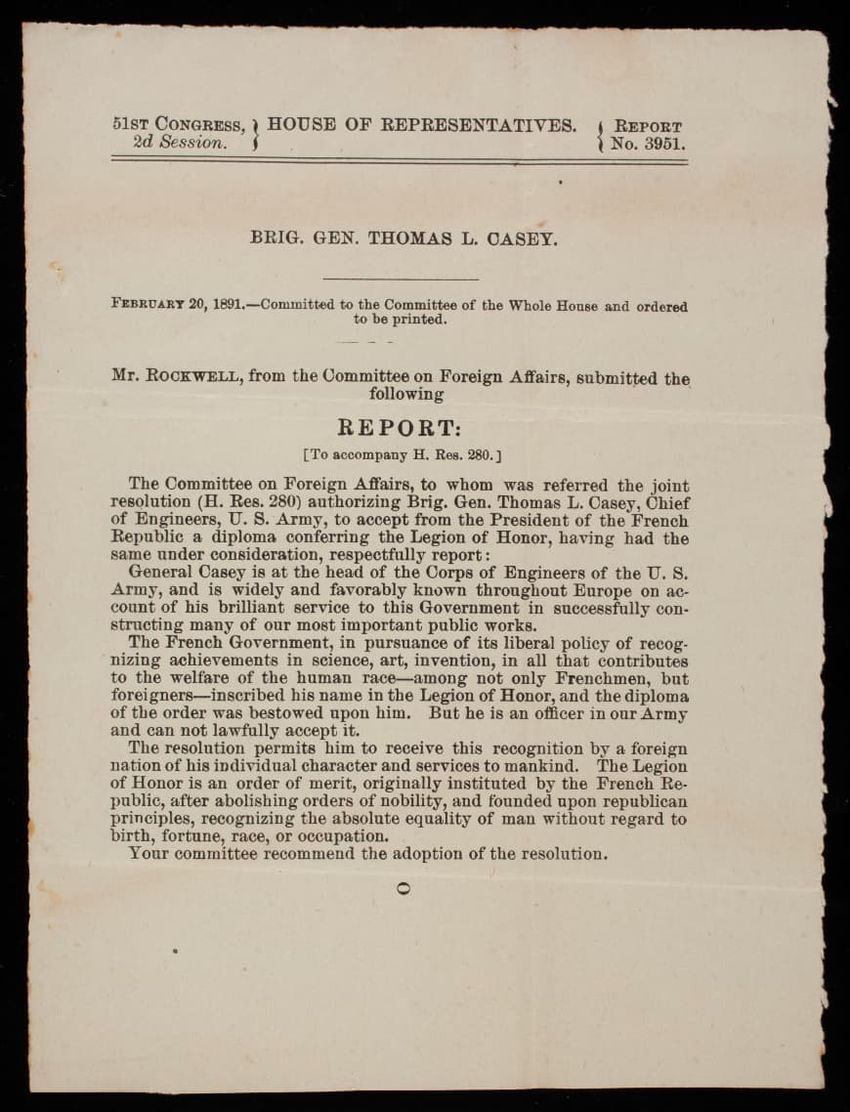 51ST CONGRESS, } HOUSE OF REPRESENTATIVES. { REPORT
2d Session. } { No. 3951.
BRIG. GEN. THOMAS L. CASEY.
FEBRUARY 20, 1891.—Committed to the Committee of the Whole House and ordered
to be printed.
Mr. ROCKWELL, from the Committee on Foreign Affairs, submitted the
following
REPORT:
[To accompany H. Res. 280.]
The Committee on Foreign Affairs, to whom was referred the joint
resolution (H. Res. 280) authorizing Brig. Gen. Thomas L. Casey, Chief
of Engineers, U. S. Army, to accept from the President of the French
Republic a diploma conferring the Legion of Honor, having had the
same under consideration, respectfully report:
General Casey is at the head of the Corps of Engineers of the U. S.
Army, and is widely and favorably known throughout Europe on ac-
count of his brilliant service to this Government in successfully con-
structing many of our most important public works.
The French Government, in pursuance of its liberal policy of recog-
nizing achievements in science, art, invention, in all that contributes
to the welfare of the human race—among not only Frenchmen, but
foreigners—inscribed his name in the Legion of Honor, and the diploma
of the order was bestowed upon him. But he is an officer in our Army
and can not lawfully accept it.
The resolution permits him to receive this recognition by a foreign
nation of his individual character and services to mankind. The Legion
of Honor is an order of merit, originally instituted by the French Re-
public, after abolishing orders of nobility, and founded upon republican
principles, recognizing the absolute equality of man without regard to
birth, fortune, race, or occupation.
Your committee recommend the adoption of the resolution.